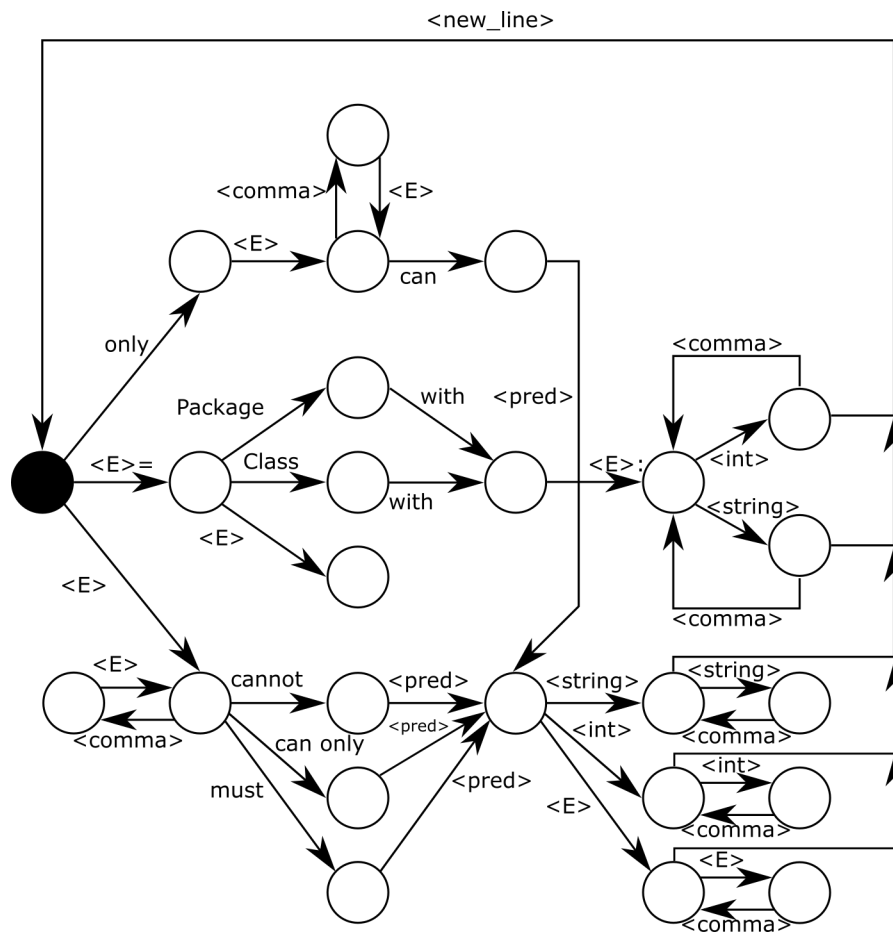 <new_line>
<comma>
<E>
<E>
can
only
<comma>
Package
with
<pred>
<int>
<E>=
Class
with
<E>:
<string>
<E>
<E>
<comma>
<E>
cannot
<pred>
<string>
<string>
<comma>
can only
<pred>
<int>
<comma>
<int>
must
<pred>
<E>
<comma>
<E>
<comma>